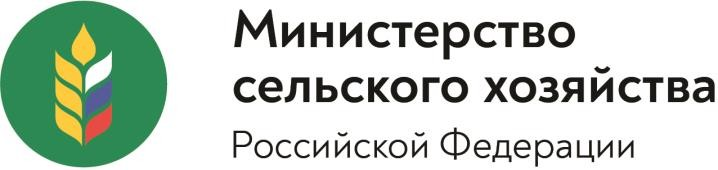 Министерство
сельского хозяйства
Российской Федерации